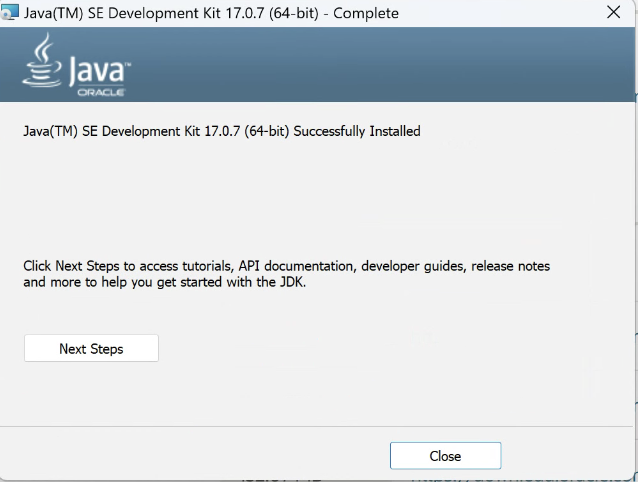 Java(TM) SE Development Kit 17.0.7 (64-bit) - Complete
Java™
ORACLE
Java(TM) SE Development Kit 17.0.7 (64-bit) Successfully Installed
Click Next Steps to access tutorials, API documentation, developer guides, release notes
and more to help you get started with the JDK.
Next Steps
Close